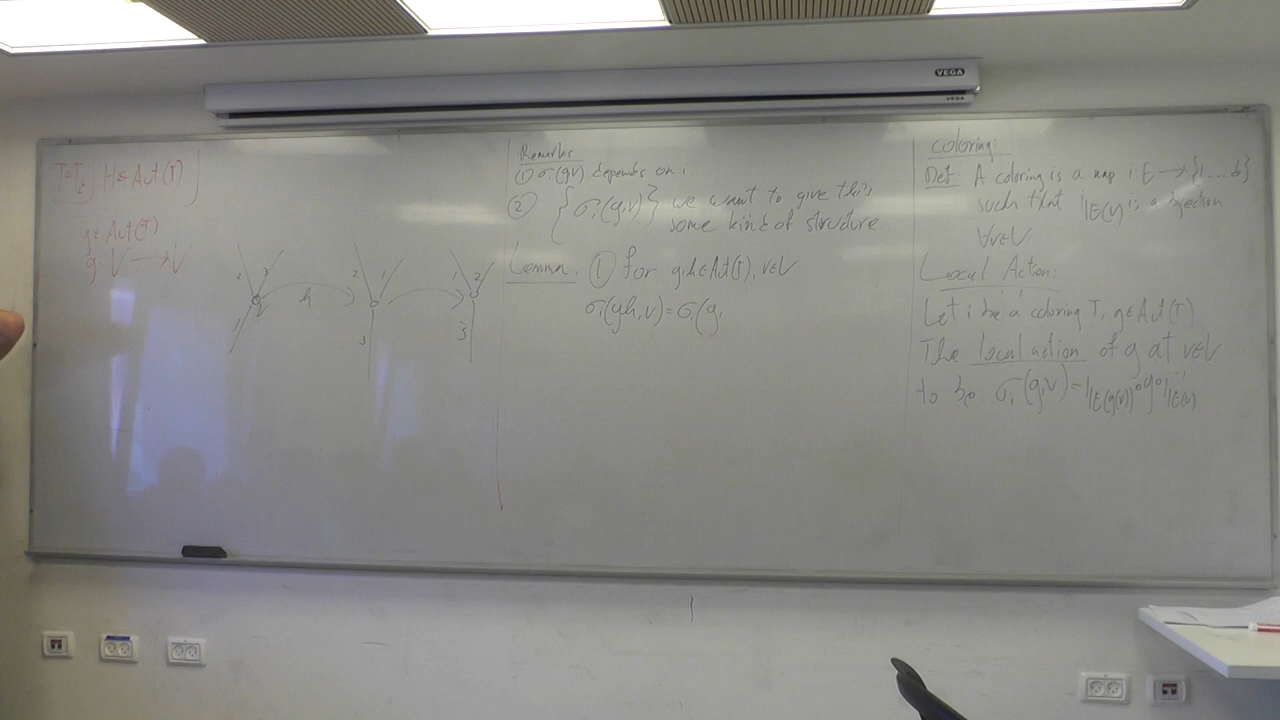 VEGA
VEGA
T=T_d, H≤Aut(T)
g∈Aut(T)
g: V→V
2 3
1
h
2 1
3
1 2
3
Remarks
① σ_i(g,v) depends on i
② {σ_i(g,v)} we want to give this
some kind of structure.
Lemma: ① for g,h∈Aut(T), v∈V
σ_i(gh,v)=σ_i(g,
coloring:
Def: A coloring is a map i:E→{1...d}
such that i|_{E(v)} is a bijection
∀v∈V.
Local Action:
Let i be a coloring T, g∈Aut(T)
The local action of g at v∈V
to be σ_i(g,v)=i|_{E(g(v))}∘g∘i|^{-1}_{E(v)}